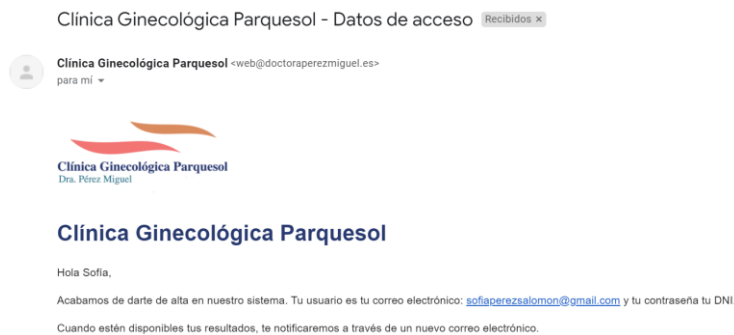 Clínica Ginecológica Parquesol - Datos de acceso Recibidos ×
Clínica Ginecológica Parquesol <web@doctoraperezmiguel.es>
para mí
Clínica Ginecológica Parquesol
Dra. Pérez Miguel
Clínica Ginecológica Parquesol
Hola Sofía,
Acabamos de darte de alta en nuestro sistema. Tu usuario es tu correo electrónico: sofiaperezsalomon@gmail.com y tu contraseña tu DNI
Cuando estén disponibles tus resultados, te notificaremos a través de un nuevo correo electrónico.